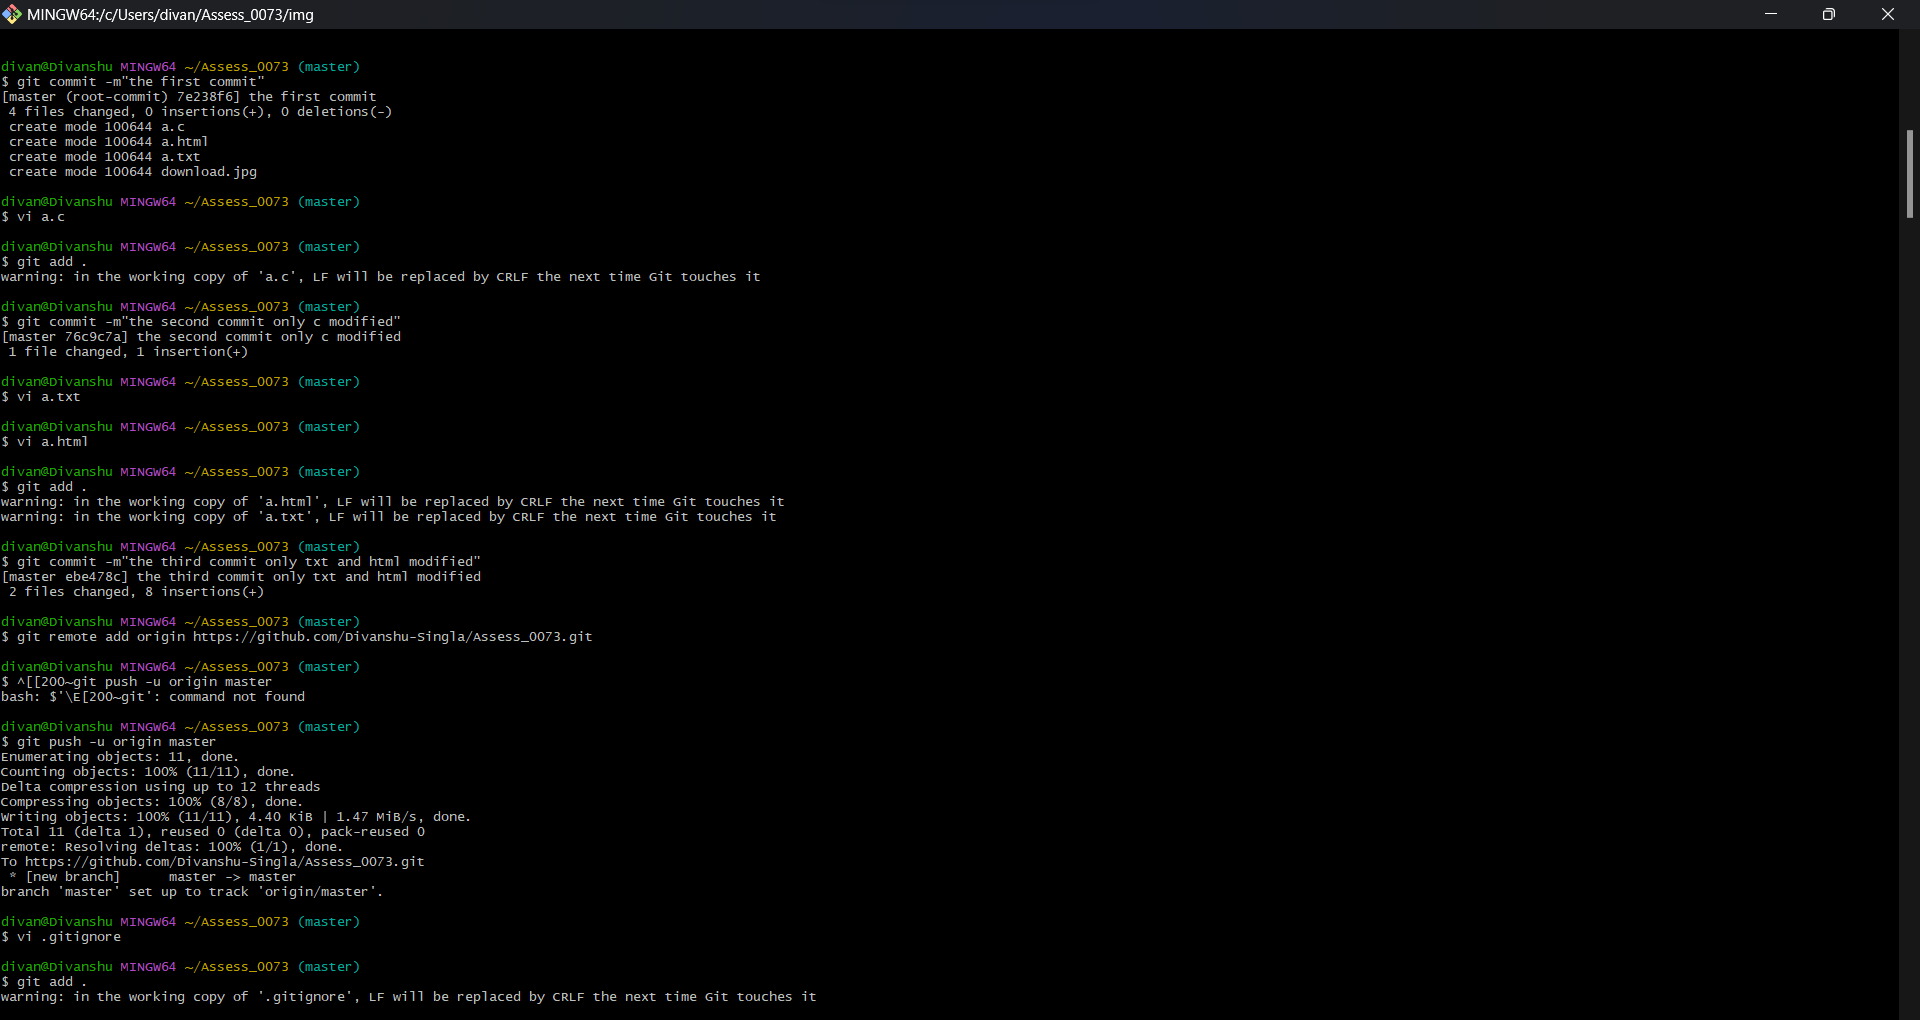 MINGW64:/c/Users/divan/Assess_0073/img
divan@Divanshu MINGW64 ~/Assess_0073 (master)
$ git commit -m"the first commit"
[master (root-commit) 7e238f6] the first commit
 4 files changed, 0 insertions(+), 0 deletions(-)
 create mode 100644 a.c
 create mode 100644 a.html
 create mode 100644 a.txt
 create mode 100644 download.jpg
divan@Divanshu MINGW64 ~/Assess_0073 (master)
$ vi a.c
divan@Divanshu MINGW64 ~/Assess_0073 (master)
$ git add .
warning: in the working copy of 'a.c', LF will be replaced by CRLF the next time Git touches it
divan@Divanshu MINGW64 ~/Assess_0073 (master)
$ git commit -m"the second commit only c modified"
[master 76c9c7a] the second commit only c modified
 1 file changed, 1 insertion(+)
divan@Divanshu MINGW64 ~/Assess_0073 (master)
$ vi a.txt
divan@Divanshu MINGW64 ~/Assess_0073 (master)
$ vi a.html
divan@Divanshu MINGW64 ~/Assess_0073 (master)
$ git add .
warning: in the working copy of 'a.html', LF will be replaced by CRLF the next time Git touches it
warning: in the working copy of 'a.txt', LF will be replaced by CRLF the next time Git touches it
divan@Divanshu MINGW64 ~/Assess_0073 (master)
$ git commit -m"the third commit only txt and html modified"
[master ebe478c] the third commit only txt and html modified
 2 files changed, 8 insertions(+)
divan@Divanshu MINGW64 ~/Assess_0073 (master)
$ git remote add origin https://github.com/Divanshu-Singla/Assess_0073.git
divan@Divanshu MINGW64 ~/Assess_0073 (master)
$ ^[[200~git push -u origin master
bash: $'\E[200~git': command not found
divan@Divanshu MINGW64 ~/Assess_0073 (master)
$ git push -u origin master
Enumerating objects: 11, done.
Counting objects: 100% (11/11), done.
Delta compression using up to 12 threads
Compressing objects: 100% (8/8), done.
Writing objects: 100% (11/11), 4.40 KiB | 1.47 MiB/s, done.
Total 11 (delta 1), reused 0 (delta 0), pack-reused 0
remote: Resolving deltas: 100% (1/1), done.
To https://github.com/Divanshu-Singla/Assess_0073.git
 * [new branch]      master -> master
branch 'master' set up to track 'origin/master'.
divan@Divanshu MINGW64 ~/Assess_0073 (master)
$ vi .gitignore
divan@Divanshu MINGW64 ~/Assess_0073 (master)
$ git add .
warning: in the working copy of '.gitignore', LF will be replaced by CRLF the next time Git touches it